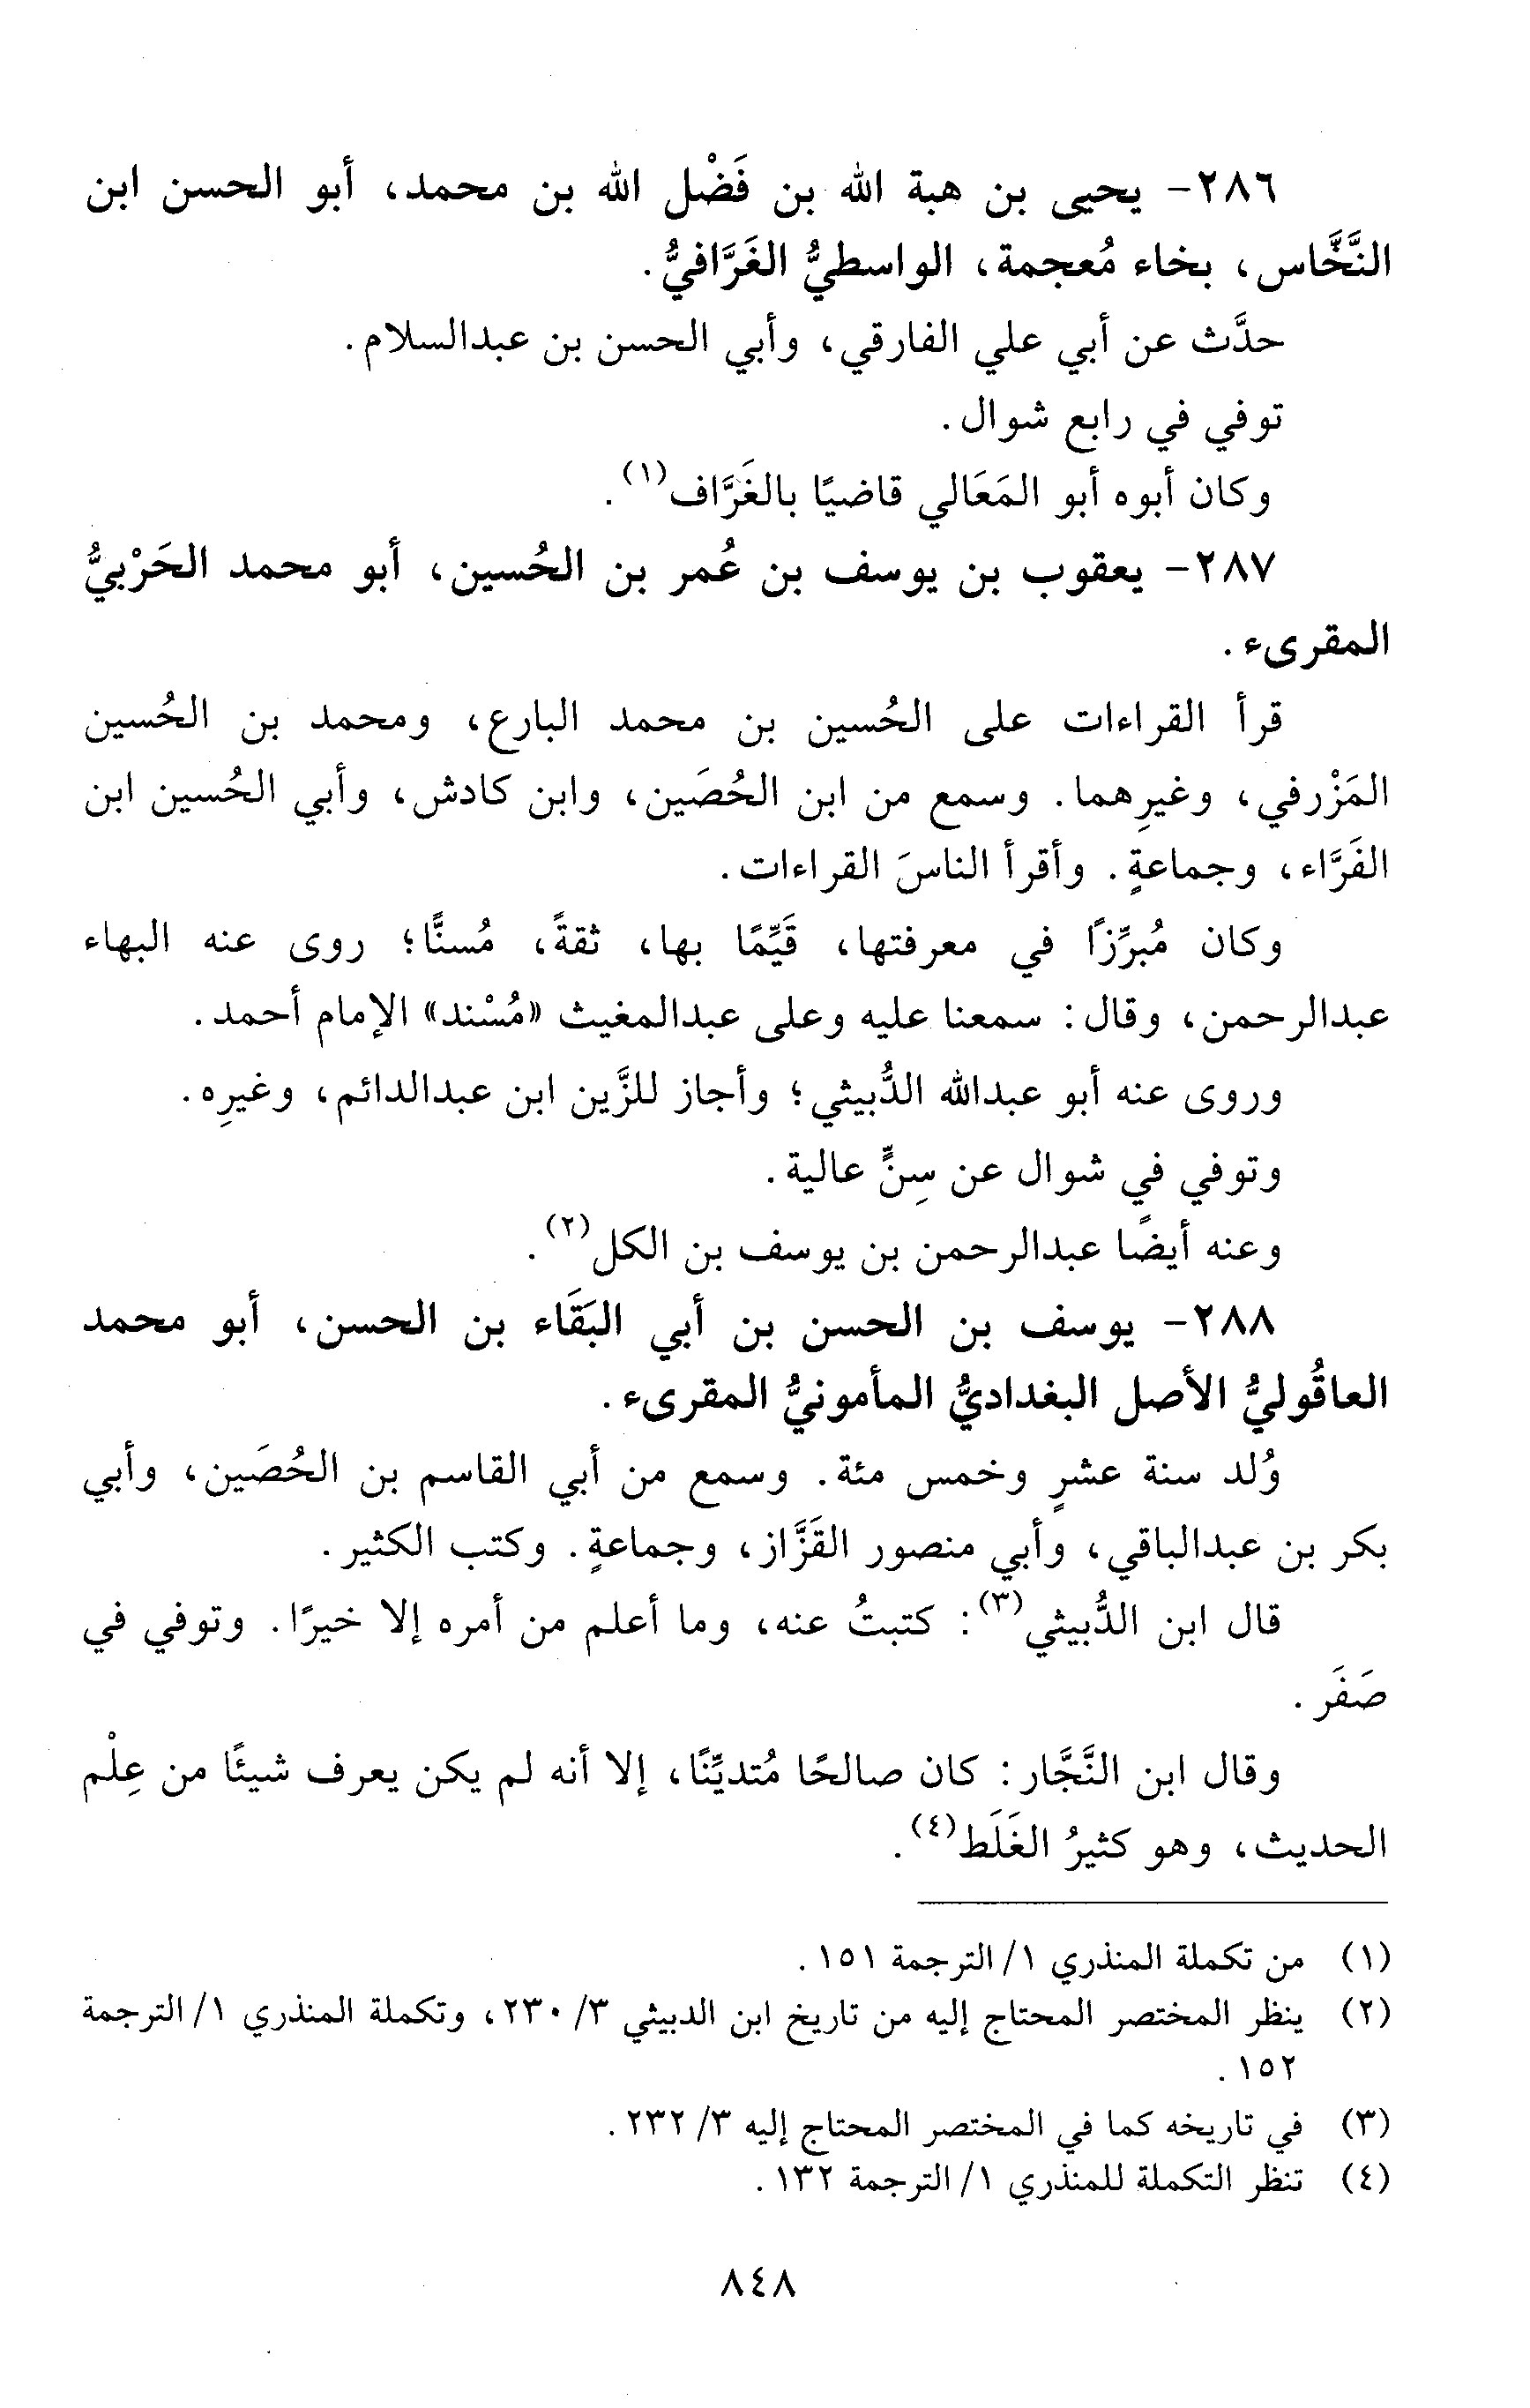 ٢٨٦- يحيى بن هبة الله بن فَضْل الله بن محمد، أبو الحسن ابن
النَّخَّاس، بخاء مُعجمة، الواسطيُّ الغَرَّافيُّ.
حدَّث عن أبي علي الفارقي، وأبي الحسن بن عبدالسلام.
توفي في رابع شوال.
وكان أبوه أبو المَعَالي قاضيًا بالغَرَّاف(١).
٢٨٧- يعقوب بن يوسف بن عُمر بن الحُسين، أبو محمد الحَرْبيُّ
المقرىء.
قرأ القراءات على الحُسين بن محمد البارع، ومحمد بن الحُسين
المَزْرفي، وغيرِهما. وسمع من ابن الحُصَين، وابن كادش، وأبي الحُسين ابن
الفَرَّاء، وجماعةٍ. وأقرأ الناسَ القراءات.
وكان مُبرِّزًا في معرفتها، قَيِّمًا بها، ثقةً، مُسنًّا؛ روى عنه البهاء
عبدالرحمن، وقال: سمعنا عليه وعلى عبدالمغيث «مُسْند» الإمام أحمد.
وروى عنه أبو عبدالله الدُّبيثي؛ وأجاز للزَّين ابن عبدالدائم، وغيرِه.
وتوفي في شوال عن سِنٍّ عالية.
وعنه أيضًا عبدالرحمن بن يوسف بن الكل(٢).
٢٨٨- يوسف بن الحسن بن أبي البَقَاء بن الحسن، أبو محمد
العاقُوليُّ الأصل البغداديُّ المأمونيُّ المقرىء.
وُلد سنة عشرٍ وخمس مئة. وسمع من أبي القاسم بن الحُصَين، وأبي
بكر بن عبدالباقي، وأبي منصور القَزَّاز، وجماعةٍ. وكتب الكثير.
قال ابن الدُّبيثي(٣): كتبتُ عنه، وما أعلم من أمره إلا خيرًا. وتوفي في
صَفَر.
وقال ابن النَّجَّار: كان صالحًا مُتديِّنًا، إلا أنه لم يكن يعرف شيئًا من عِلْم
الحديث، وهو كثيرُ الغَلَط(٤).
(١) من تكملة المنذري ١/ الترجمة ١٥١.
(٢) ينظر المختصر المحتاج إليه من تاريخ ابن الدبيثي ٣/ ٢٣٠، وتكملة المنذري ١/ الترجمة
١٥٢.
(٣) في تاريخه كما في المختصر المحتاج إليه ٣/ ٢٣٢.
(٤) تنظر التكملة للمنذري ١/ الترجمة ١٣٢.
٨٤٨